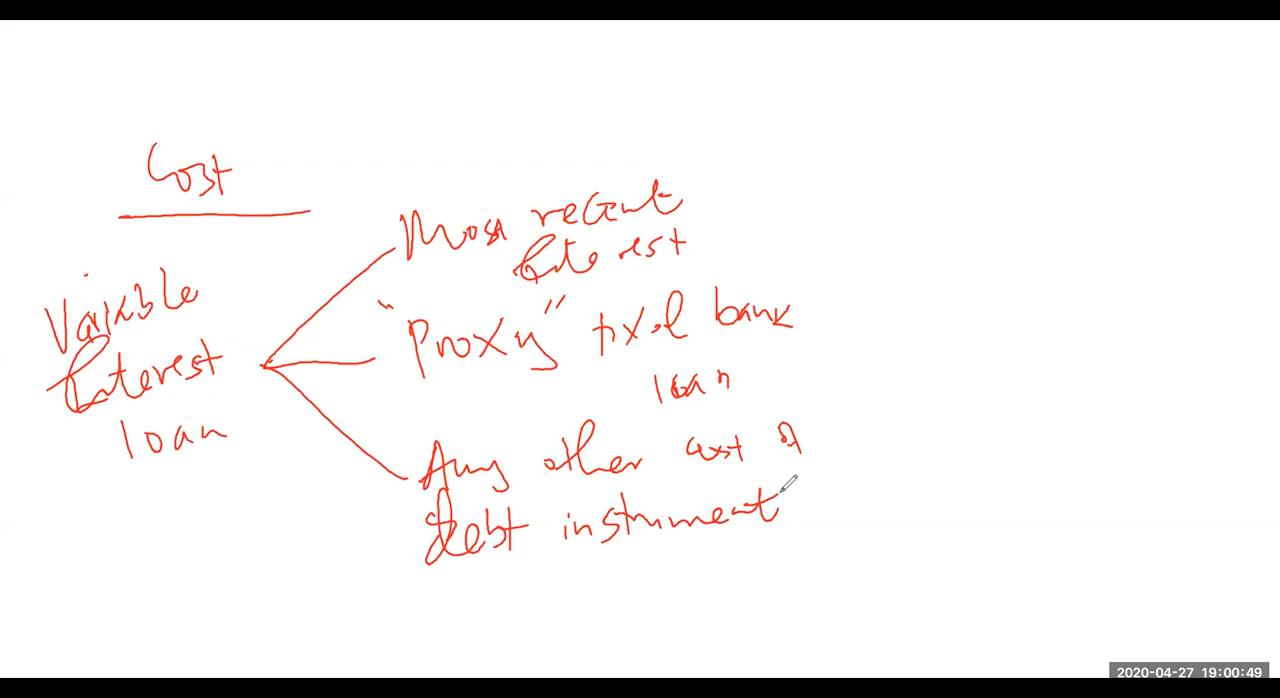 Cost
Variable
Interest
loan
Most recent
Interest
"Proxy" fixed bank
loan
Any other cost of
debt instrument
2020-04-27 19:00:49